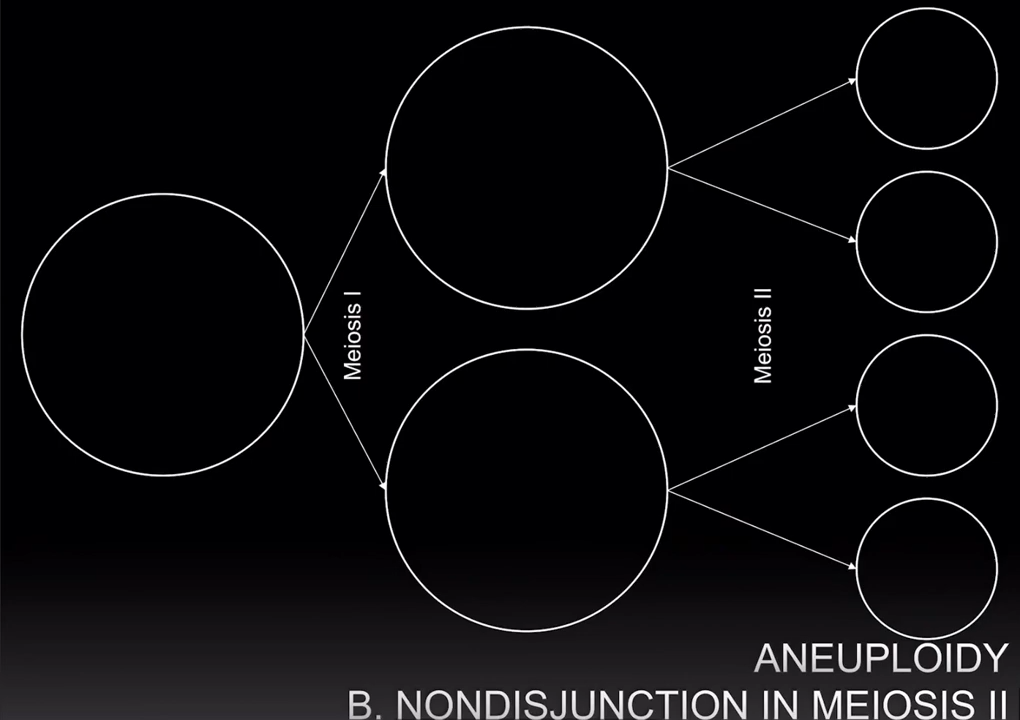 Meiosis I
Meiosis II
ANEUPLOIDY
B. NONDISJUNCTION IN MEIOSIS II